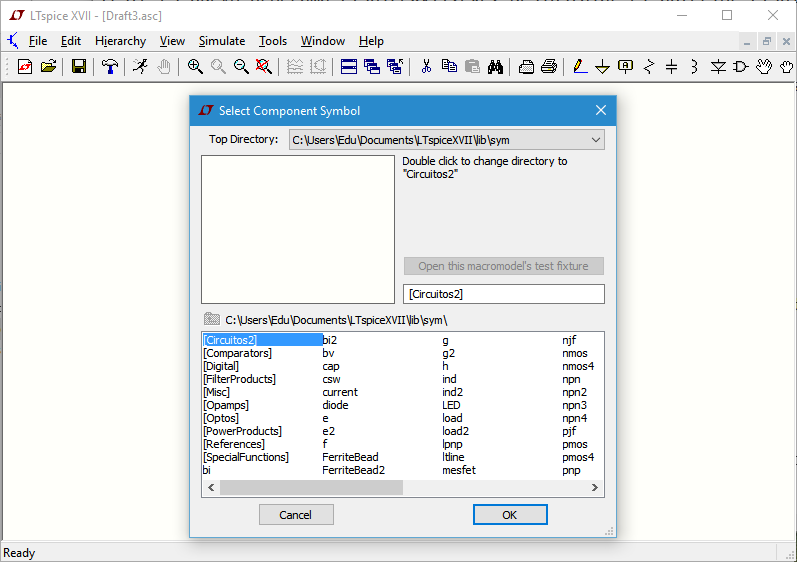 LTspice XVII - [Draft3.asc]
File Edit Hierarchy View Simulate Tools Window Help
Select Component Symbol
Top Directory: C:\Users\Edu\Documents\LTspiceXVII\lib\sym
Double click to change directory to
"Circuitos2"
Open this macromodel's test fixture
[Circuitos2]
C:\Users\Edu\Documents\LTspiceXVII\lib\sym\
[Circuitos2] bi2 g njf
[Comparators] bv g2 nmos
[Digital] cap h nmos4
[FilterProducts] csw ind npn
[Misc] current ind2 npn2
[Opamps] diode LED npn3
[Optos] e load npn4
[PowerProducts] e2 load2 pjf
[References] f lpnp pmos
[SpecialFunctions] FerriteBead ltline pmos4
bi FerriteBead2 mesfet pnp
Cancel OK
Ready